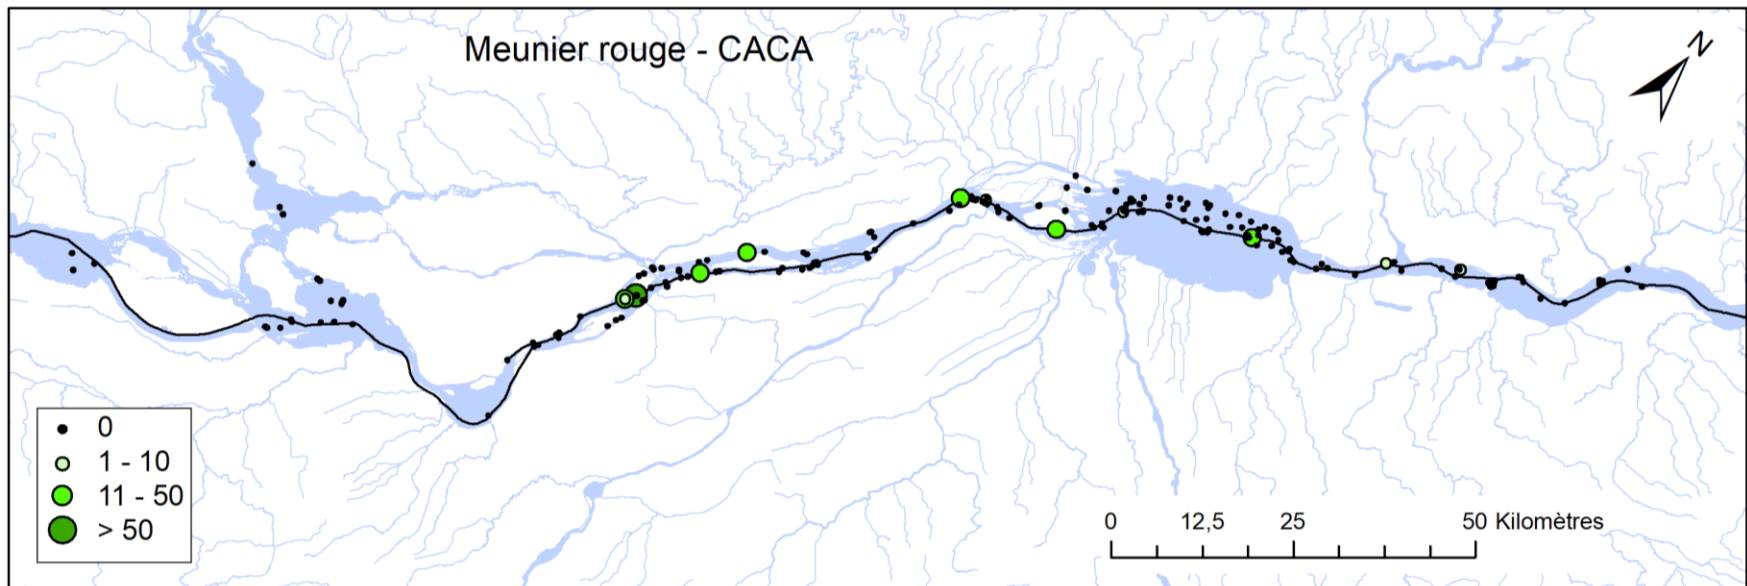 Meunier rouge - CACA
N
0
1 - 10
11 - 50
> 50
0 12,5 25 50 Kilomètres